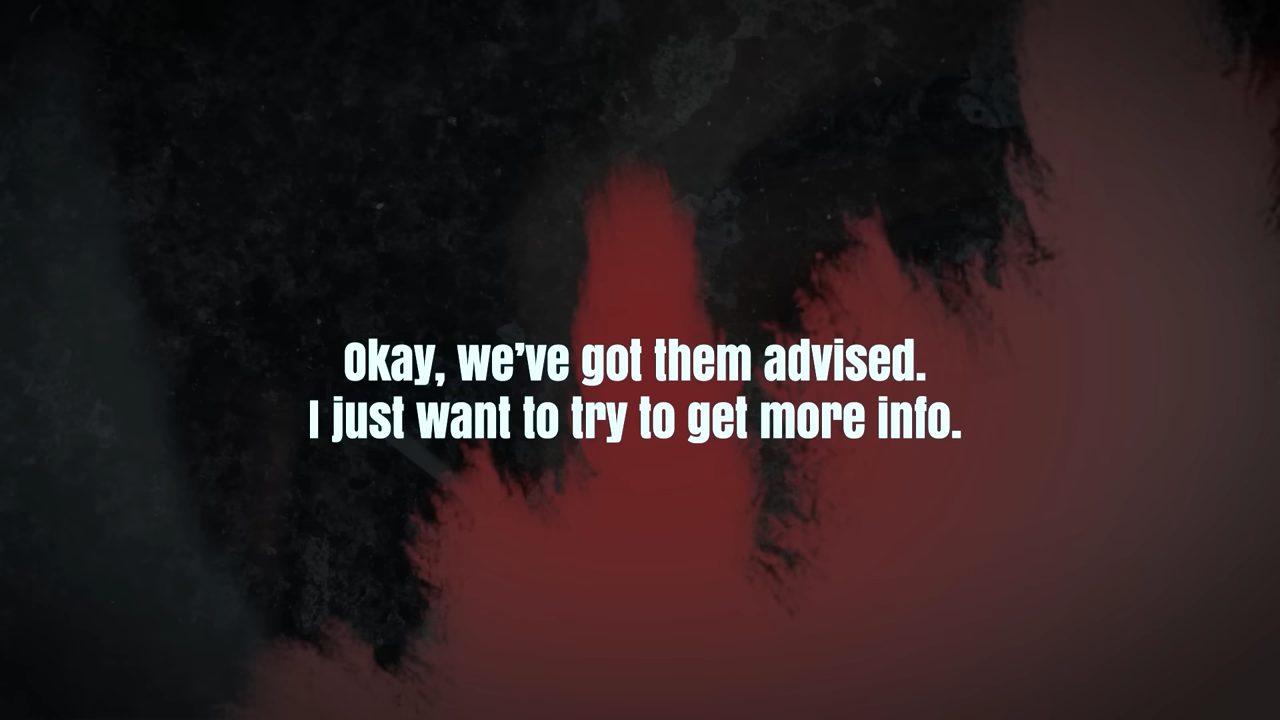 Okay, we’ve got them advised.
I just want to try to get more info.